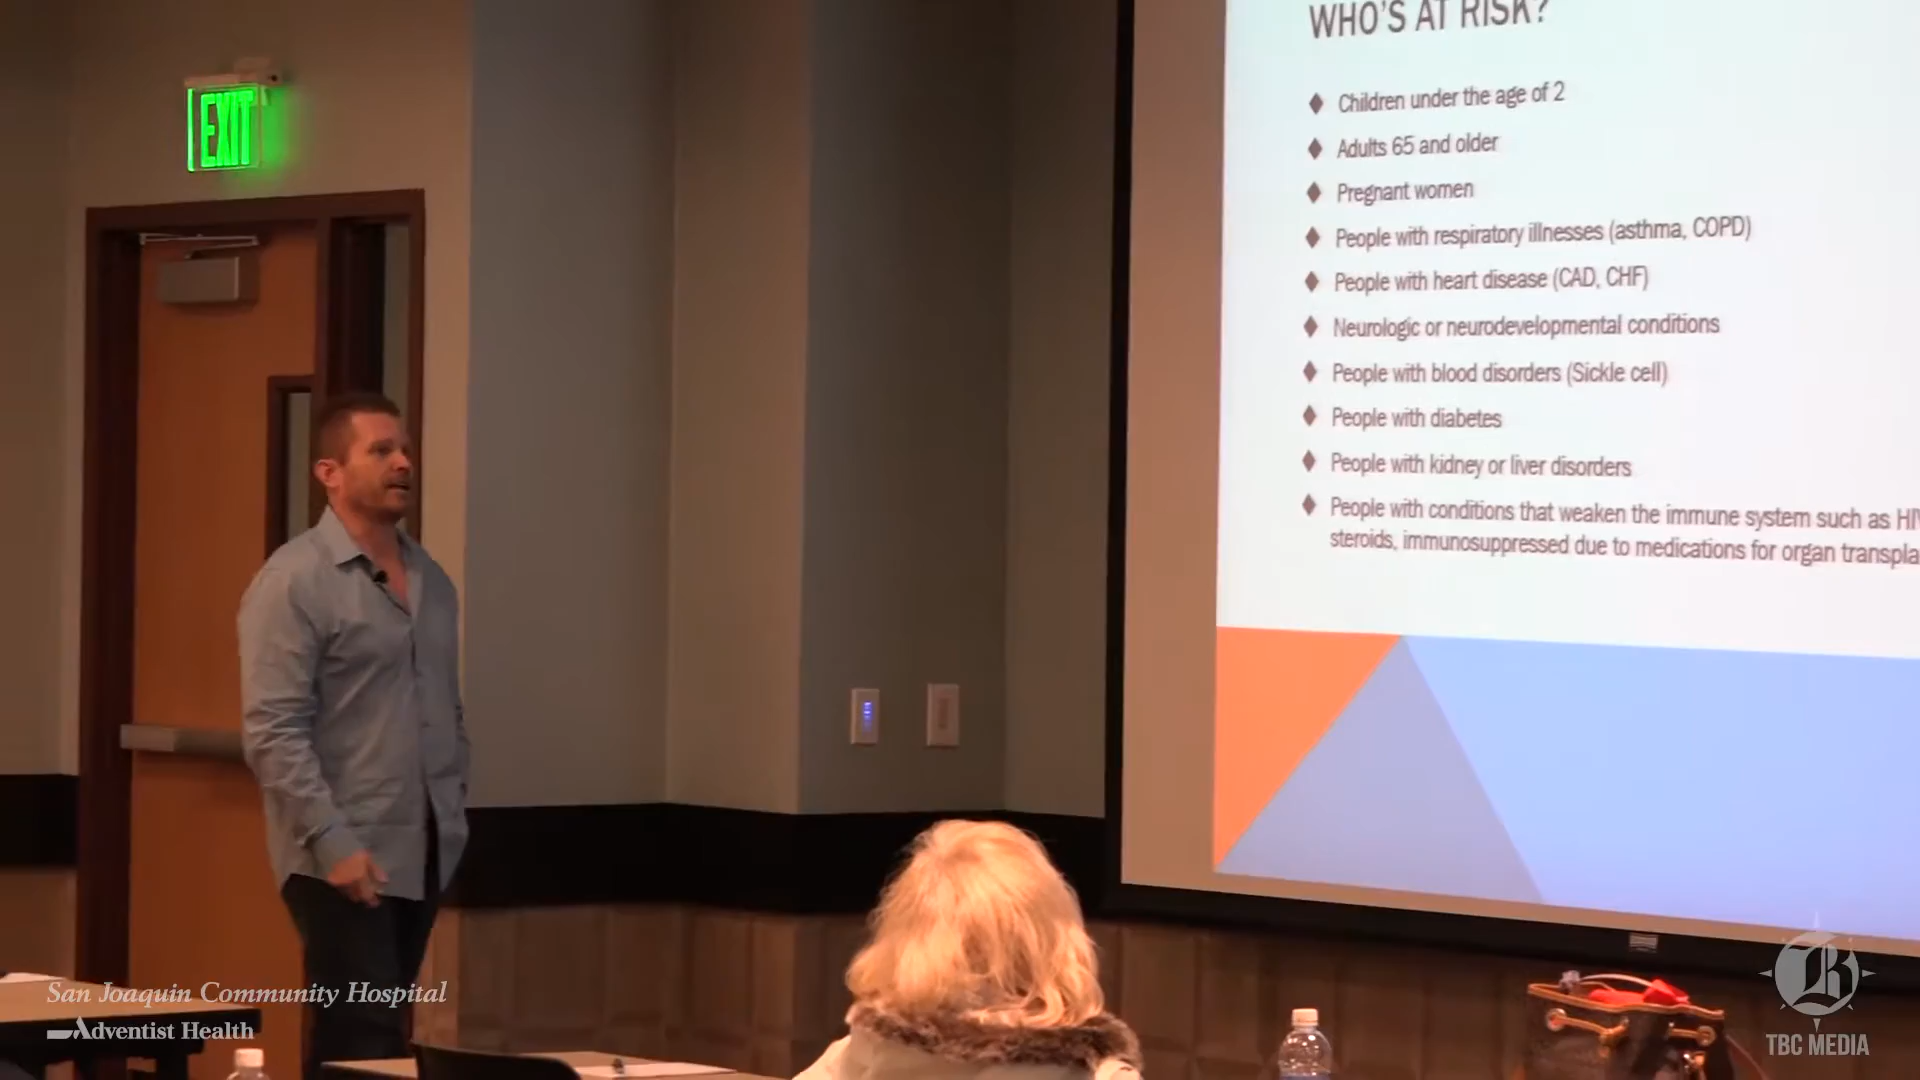 WHO'S AT RISK?
EXIT
Children under the age of 2
Adults 65 and older
Pregnant women
People with respiratory illnesses (asthma, COPD)
People with heart disease (CAD, CHF)
Neurologic or neurodevelopmental conditions
People with blood disorders (Sickle cell)
People with diabetes
People with kidney or liver disorders
People with conditions that weaken the immune system such as
steroids, immunosuppressed due to medications for organ
San Joaquin Community Hospital
Adventist Health
TBC MEDIA